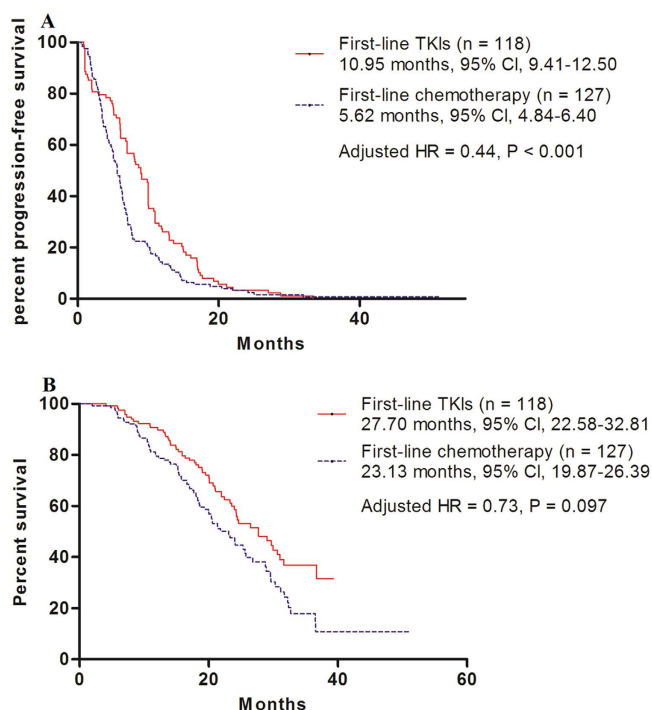 A
100
80
60
40
20
0
percent progression-free survival
0 20 40
Months
First-line TKIs (n = 118)
10.95 months, 95% CI, 9.41-12.50
First-line chemotherapy (n = 127)
5.62 months, 95% CI, 4.84-6.40
Adjusted HR = 0.44, P < 0.001
B
100
80
60
40
20
0
Percent survival
0 20 40 60
Months
First-line TKIs (n = 118)
27.70 months, 95% CI, 22.58-32.81
First-line chemotherapy (n = 127)
23.13 months, 95% CI, 19.87-26.39
Adjusted HR = 0.73, P = 0.097